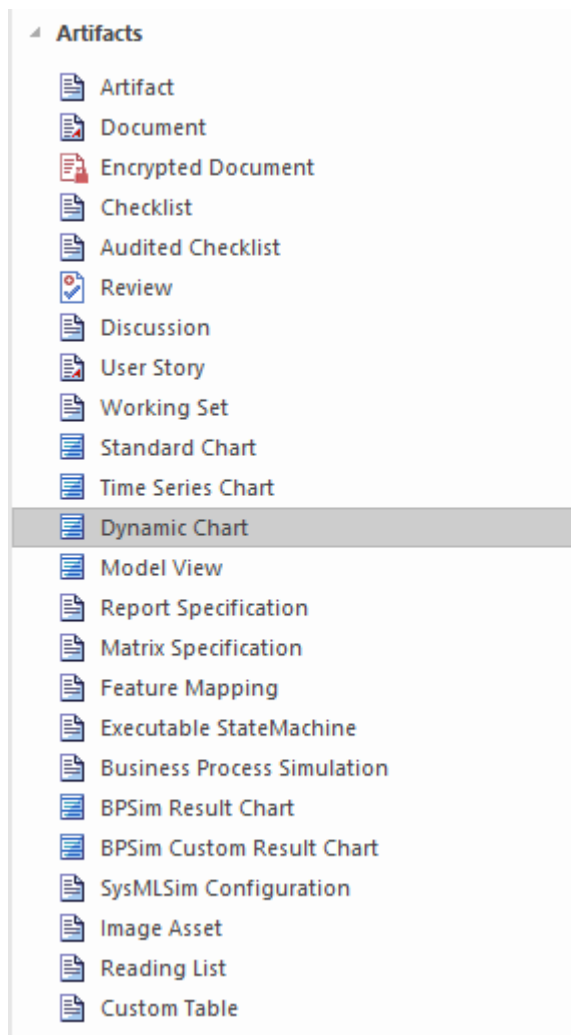 Artifacts
Artifact
Document
Encrypted Document
Checklist
Audited Checklist
Review
Discussion
User Story
Working Set
Standard Chart
Time Series Chart
Dynamic Chart
Model View
Report Specification
Matrix Specification
Feature Mapping
Executable StateMachine
Business Process Simulation
BPSim Result Chart
BPSim Custom Result Chart
SysMLSim Configuration
Image Asset
Reading List
Custom Table